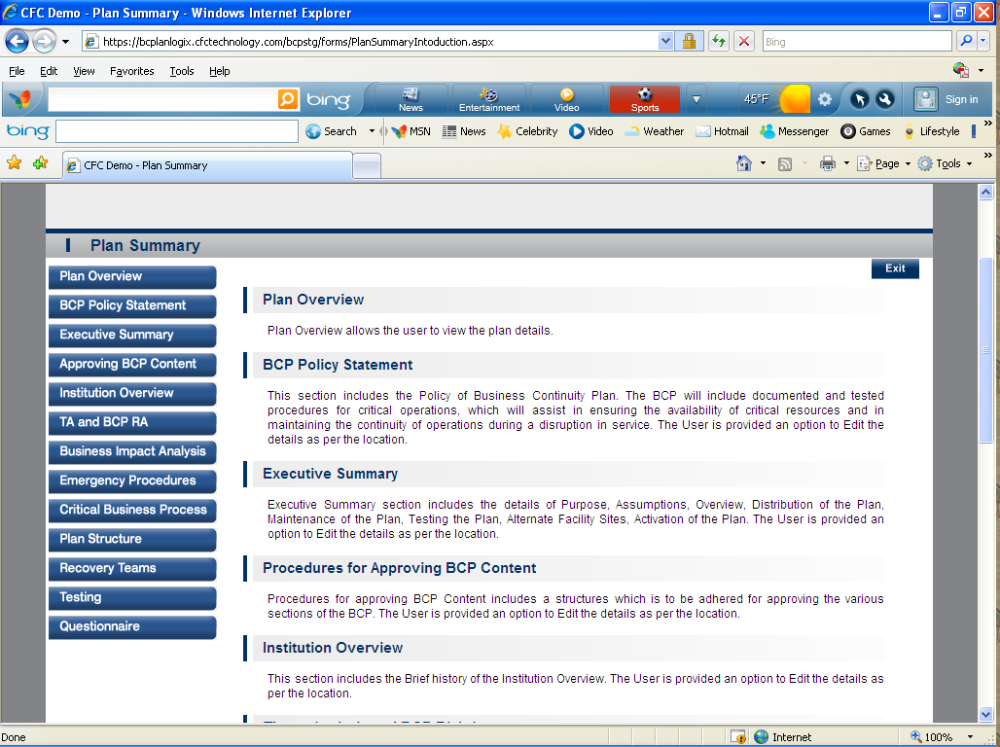 CFC Demo - Plan Summary - Windows Internet Explorer
https://bcplanlogix.cfctechnology.com/bcpstg/forms/PlanSummaryIntoduction.aspx
Bing
File Edit View Favorites Tools Help
bing News Entertainment Video Sports 45°F Sign in
bing Search MSN News Celebrity Video Weather Hotmail Messenger Games Lifestyle
CFC Demo - Plan Summary
Page Tools
Plan Summary
Exit
Plan Overview
BCP Policy Statement
Executive Summary
Approving BCP Content
Institution Overview
TA and BCP RA
Business Impact Analysis
Emergency Procedures
Critical Business Process
Plan Structure
Recovery Teams
Testing
Questionnaire
Plan Overview
Plan Overview allows the user to view the plan details.
BCP Policy Statement
This section includes the Policy of Business Continuity Plan. The BCP will include documented and tested
procedures for critical operations, which will assist in ensuring the availability of critical resources and in
maintaining the continuity of operations during a disruption in service. The User is provided an option to Edit the
details as per the location.
Executive Summary
Executive Summary section includes the details of Purpose, Assumptions, Overview, Distribution of the Plan,
Maintenance of the Plan, Testing the Plan, Alternate Facility Sites, Activation of the Plan. The User is provided an
option to Edit the details as per the location.
Procedures for Approving BCP Content
Procedures for approving BCP Content includes a structures which is to be adhered for approving the various
sections of the BCP. The User is provided an option to Edit the details as per the location.
Institution Overview
This section includes the Brief history of the Institution Overview. The User is provided an option to Edit the details as
per the location.
Done Internet 100%